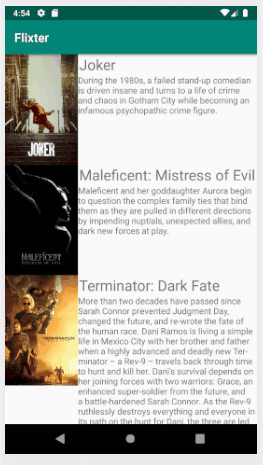 4:54
Flixter
Joker
During the 1980s, a failed stand-up comedian
is driven insane and turns to a life of crime
and chaos in Gotham City while becoming an
infamous psychopathic crime figure.
JOKER
Maleficent: Mistress of Evil
Maleficent and her goddaughter Aurora begin
to question the complex family ties that bind
them as they are pulled in different directions
by impending nuptials, unexpected allies, and
dark new forces at play.
MALEFICENT
Terminator: Dark Fate
More than two decades have passed since
Sarah Connor prevented Judgment Day,
changed the future, and re-wrote the fate of
the human race. Dani Ramos is living a simple
life in Mexico City with her brother and father
when a highly advanced and deadly new Ter-
minator – a Rev-9 – travels back through time
to hunt and kill her. Dani's survival depends on
her joining forces with two warriors: Grace, an
enhanced super-soldier from the future, and
a battle-hardened Sarah Connor. As the Rev-9
ruthlessly destroys everything and everyone in
its path on the hunt for Dani, the three are led
TERMINATOR